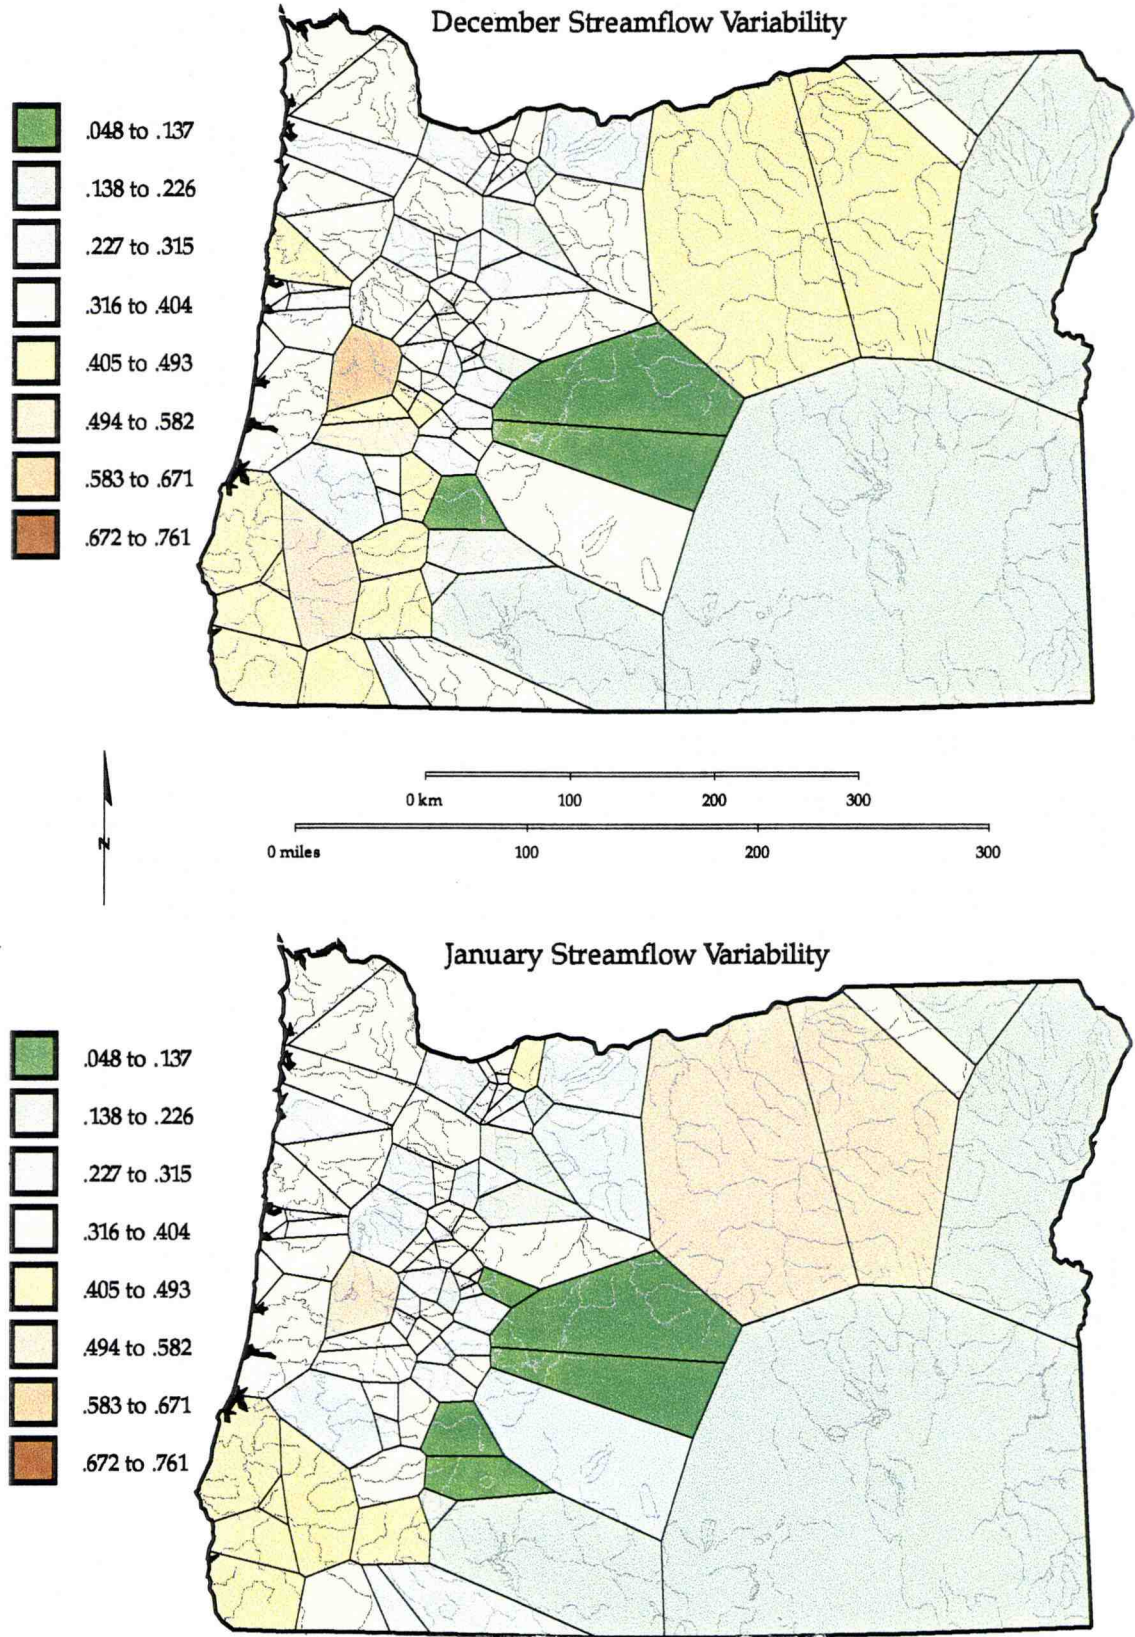 December Streamflow Variability
.048 to .137
.138 to .226
.227 to .315
.316 to .404
.405 to .493
.494 to .582
.583 to .671
.672 to .761
0 km 100 200 300
N
0 miles 100 200 300
January Streamflow Variability
.048 to .137
.138 to .226
.227 to .315
.316 to .404
.405 to .493
.494 to .582
.583 to .671
.672 to .761